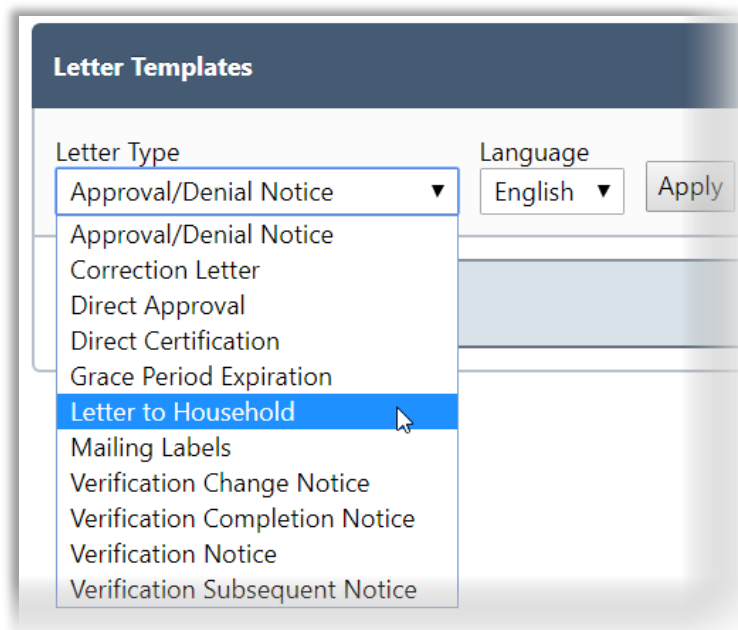 Letter Templates
Letter Type
Language
Approval/Denial Notice
English
Apply
Approval/Denial Notice
Correction Letter
Direct Approval
Direct Certification
Grace Period Expiration
Letter to Household
Mailing Labels
Verification Change Notice
Verification Completion Notice
Verification Notice
Verification Subsequent Notice